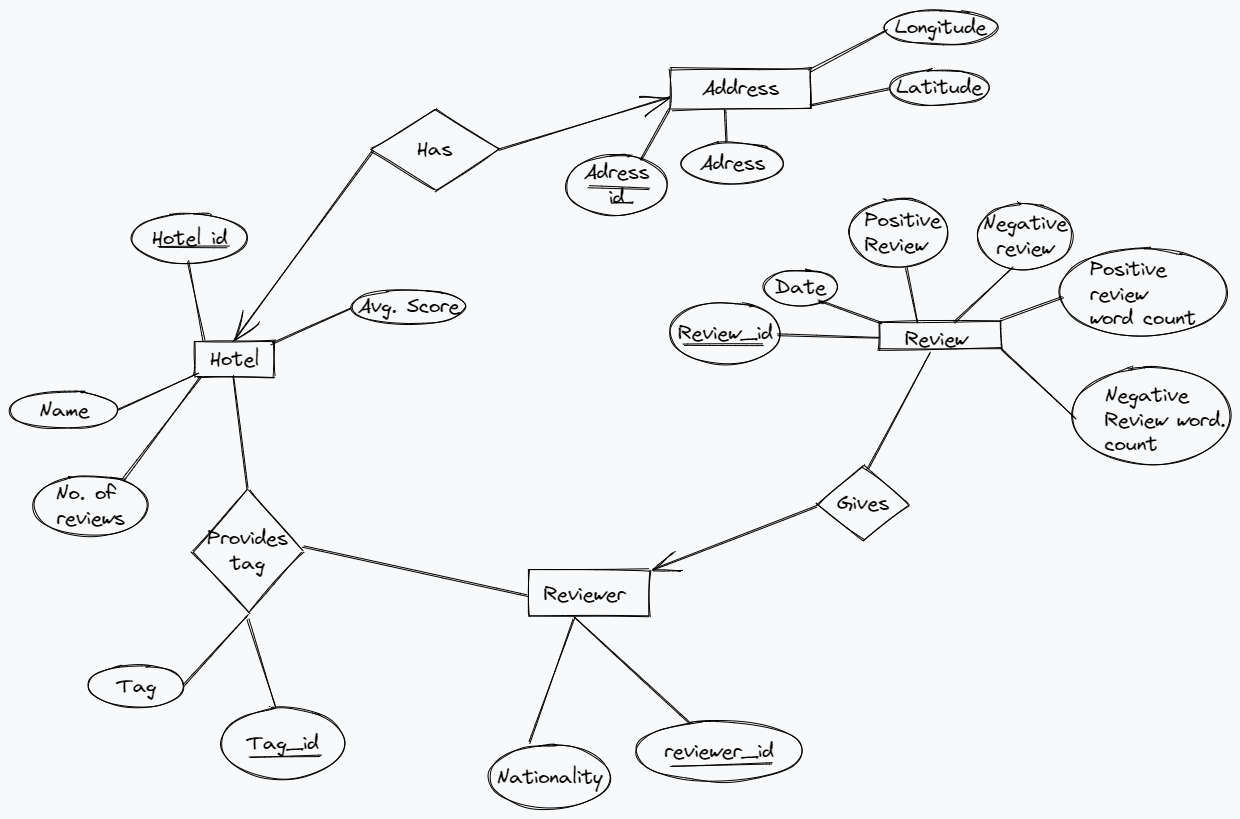 Longitude
Address
Latitude
Has
Adress
id
Adress
Hotel id
Positive
Review
Negative
review
Positive
review
word count
Date
Avg. Score
Review_id
Review
Hotel
Name
Negative
Review word.
count
No. of
reviews
Gives
Provides
tag
Reviewer
Tag
Tag_id
Nationality
reviewer_id